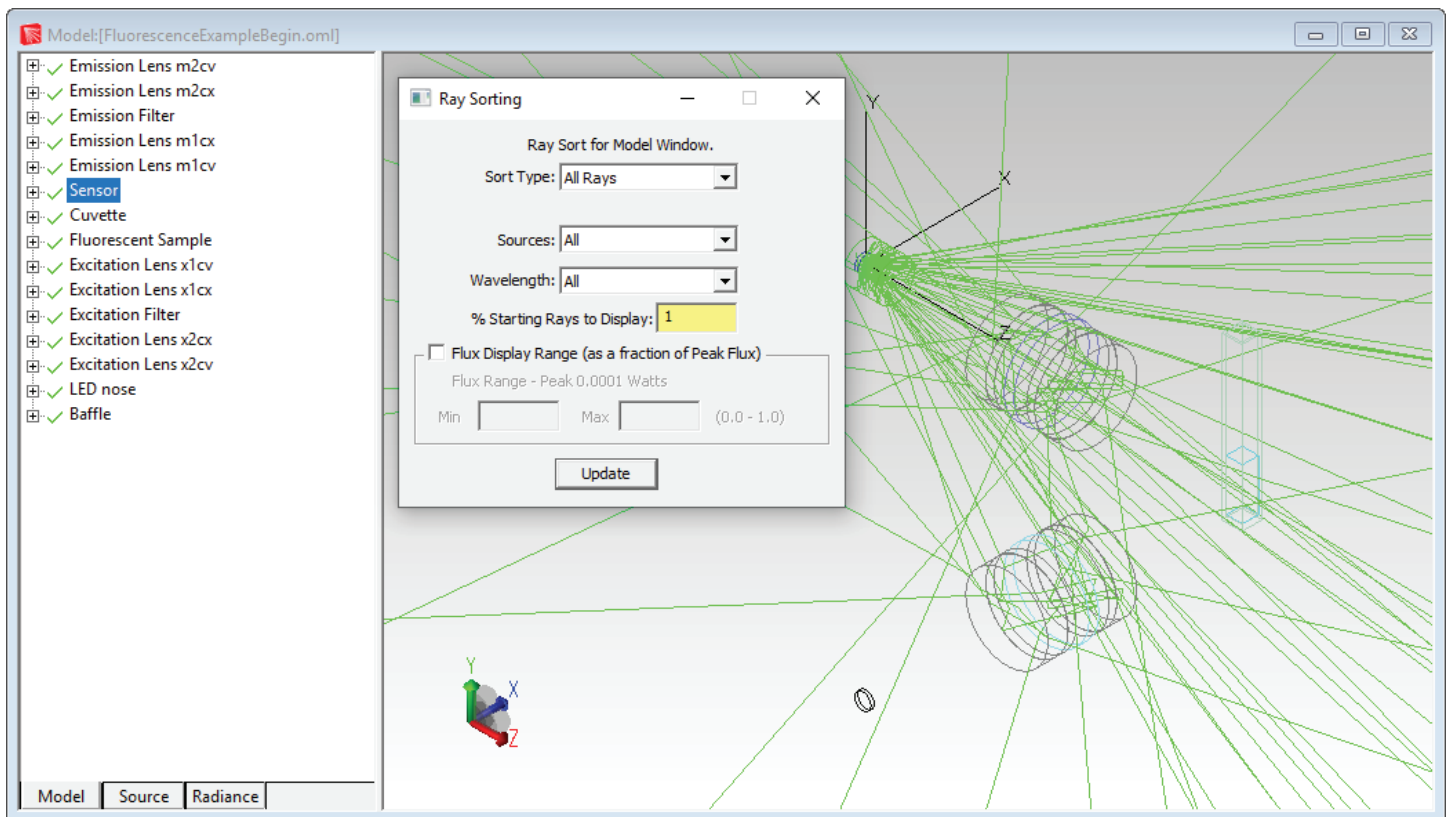 Model:[FluorescenceExampleBegin.oml]
Emission Lens m2cv
Emission Lens m2cx
Emission Filter
Emission Lens m1cx
Emission Lens m1cv
Sensor
Cuvette
Fluorescent Sample
Excitation Lens x1cv
Excitation Lens x1cx
Excitation Filter
Excitation Lens x2cx
Excitation Lens x2cv
LED nose
Baffle
Model Source Radiance
Ray Sorting
Ray Sort for Model Window.
Sort Type: All Rays
Sources: All
Wavelength: All
% Starting Rays to Display: 1
Flux Display Range (as a fraction of Peak Flux)
Flux Range - Peak 0.0001 Watts
Min Max (0.0 - 1.0)
Update
Y
X
Z
Y
X
Z